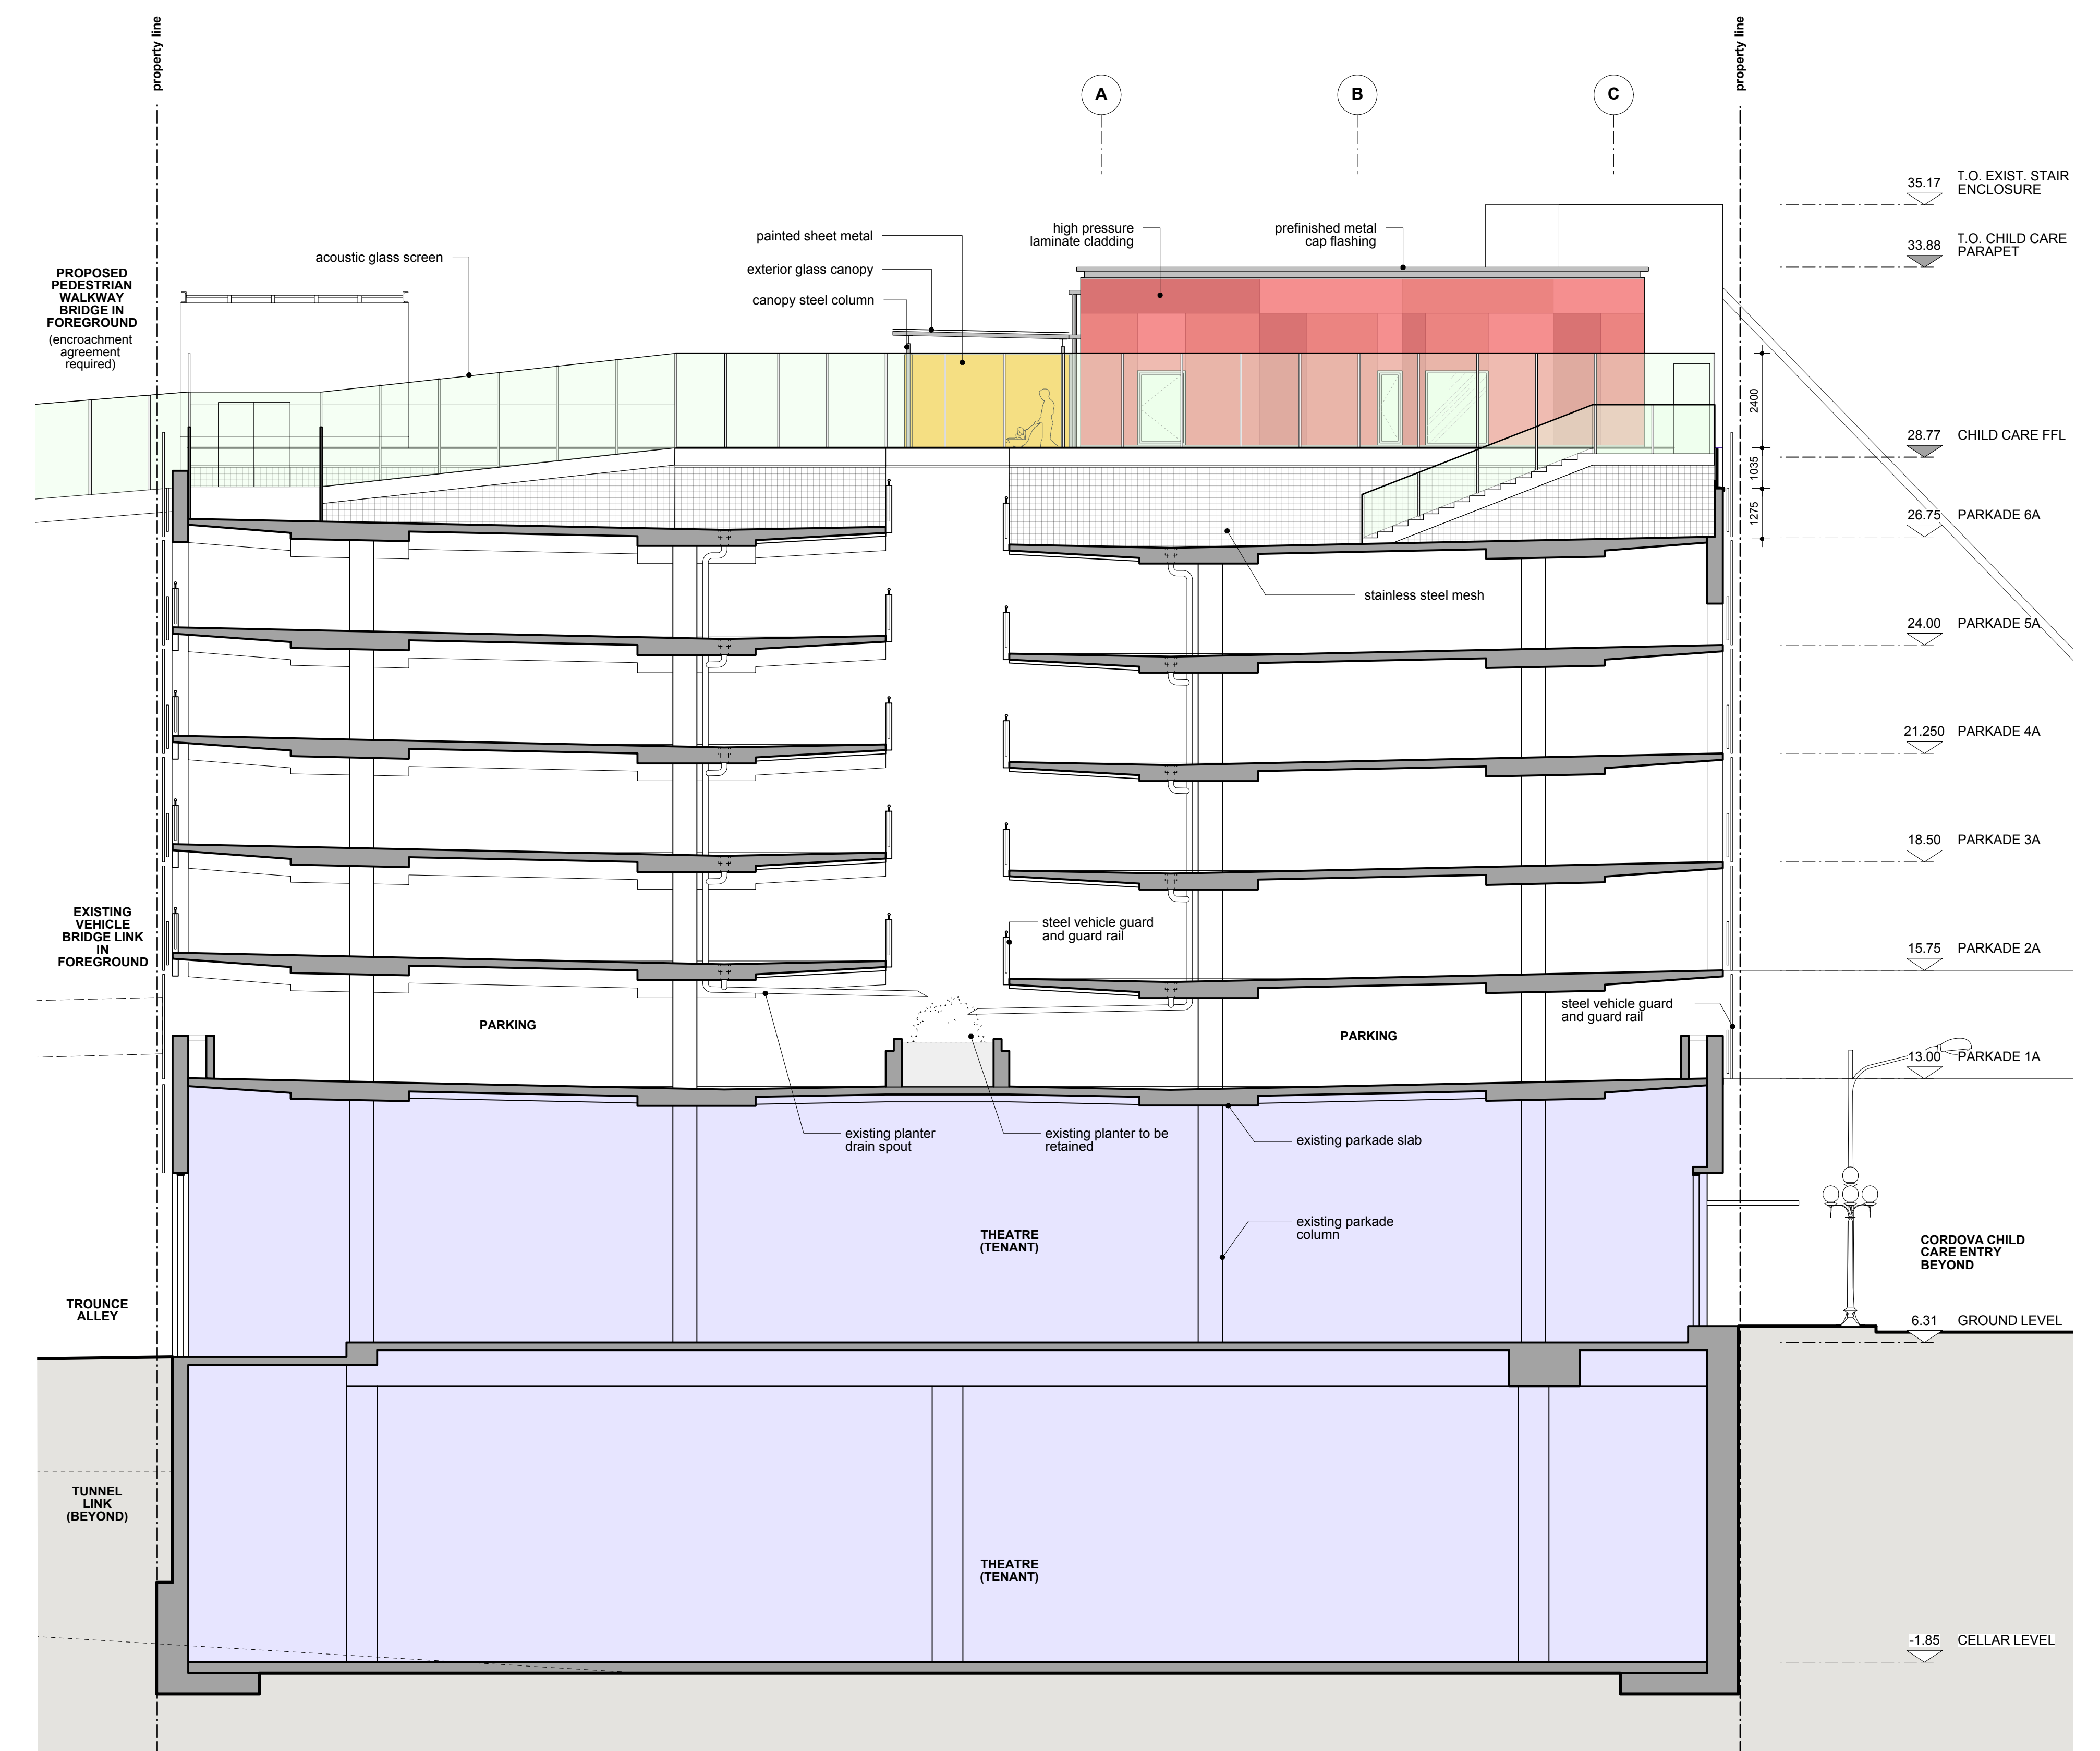 property line
property line
A
B
C
35.17
T.O. EXIST. STAIR
ENCLOSURE
33.88
T.O. CHILD CARE
PARAPET
high pressure
laminate cladding
prefinished metal
cap flashing
painted sheet metal
exterior glass canopy
canopy steel column
acoustic glass screen
PROPOSED
PEDESTRIAN
WALKWAY
BRIDGE IN
FOREGROUND
(encroachment
agreement
required)
2400
28.77 CHILD CARE FFL
1035
1275
26.75 PARKADE 6A
stainless steel mesh
24.00 PARKADE 5A
21.250 PARKADE 4A
18.50 PARKADE 3A
EXISTING
VEHICLE
BRIDGE LINK
IN
FOREGROUND
steel vehicle guard
and guard rail
15.75 PARKADE 2A
steel vehicle guard
and guard rail
PARKING
PARKING
13.00 PARKADE 1A
existing planter
drain spout
existing planter to be
retained
existing parkade slab
existing parkade
column
THEATRE
(TENANT)
CORDOVA CHILD
CARE ENTRY
BEYOND
TROUNCE
ALLEY
6.31 GROUND LEVEL
TUNNEL
LINK
(BEYOND)
THEATRE
(TENANT)
-1.85 CELLAR LEVEL